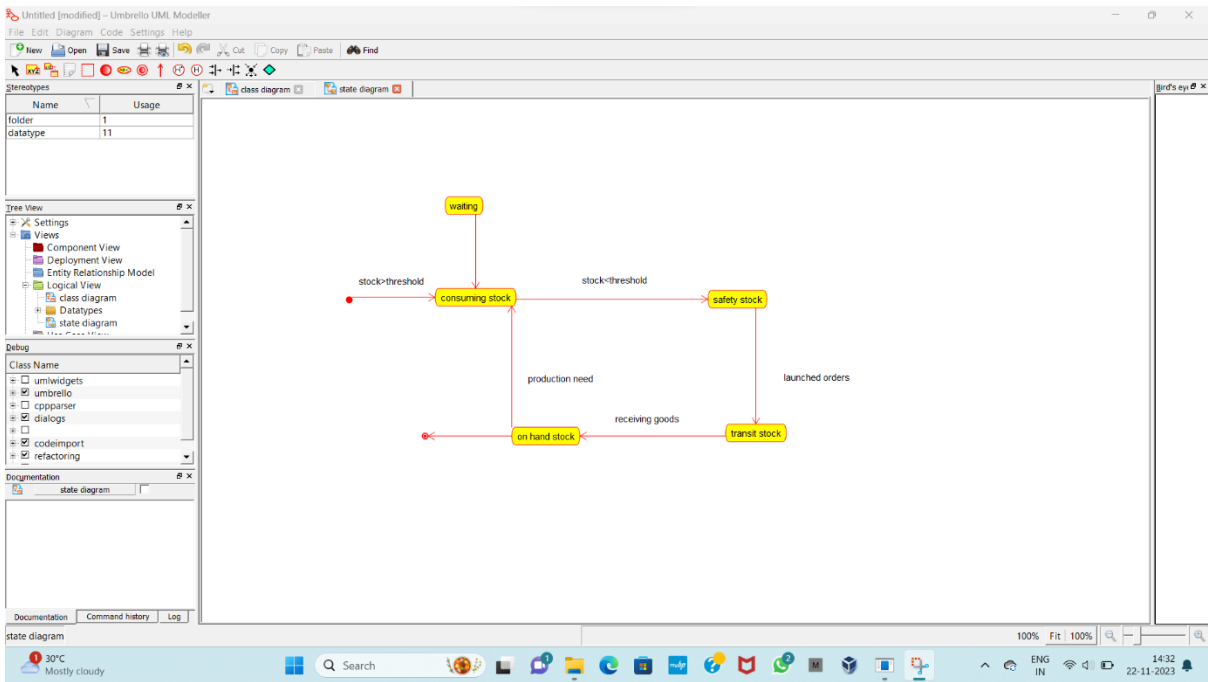 Untitled [modified] – Umbrello UML Modeller
File Edit Diagram Code Settings Help
New Open Save Cut Copy Paste Find
Stereotypes
class diagram state diagram
Bird's eye
Name Usage
folder 1
datatype 11
Tree View
Settings
Views
Component View
Deployment View
Entity Relationship Model
Logical View
class diagram
Datatypes
state diagram
waiting
stock>threshold
stock<threshold
consuming stock
safety stock
production need
launched orders
receiving goods
on hand stock
transit stock
Debug
Class Name
umlwidgets
umbrello
cppparser
dialogs
codeimport
refactoring
Documentation
state diagram
Documentation Command history Log
state diagram
100% Fit 100%
1 30°C
Mostly cloudy
Search
1
2
M
ENG
IN
14:32
22-11-2023